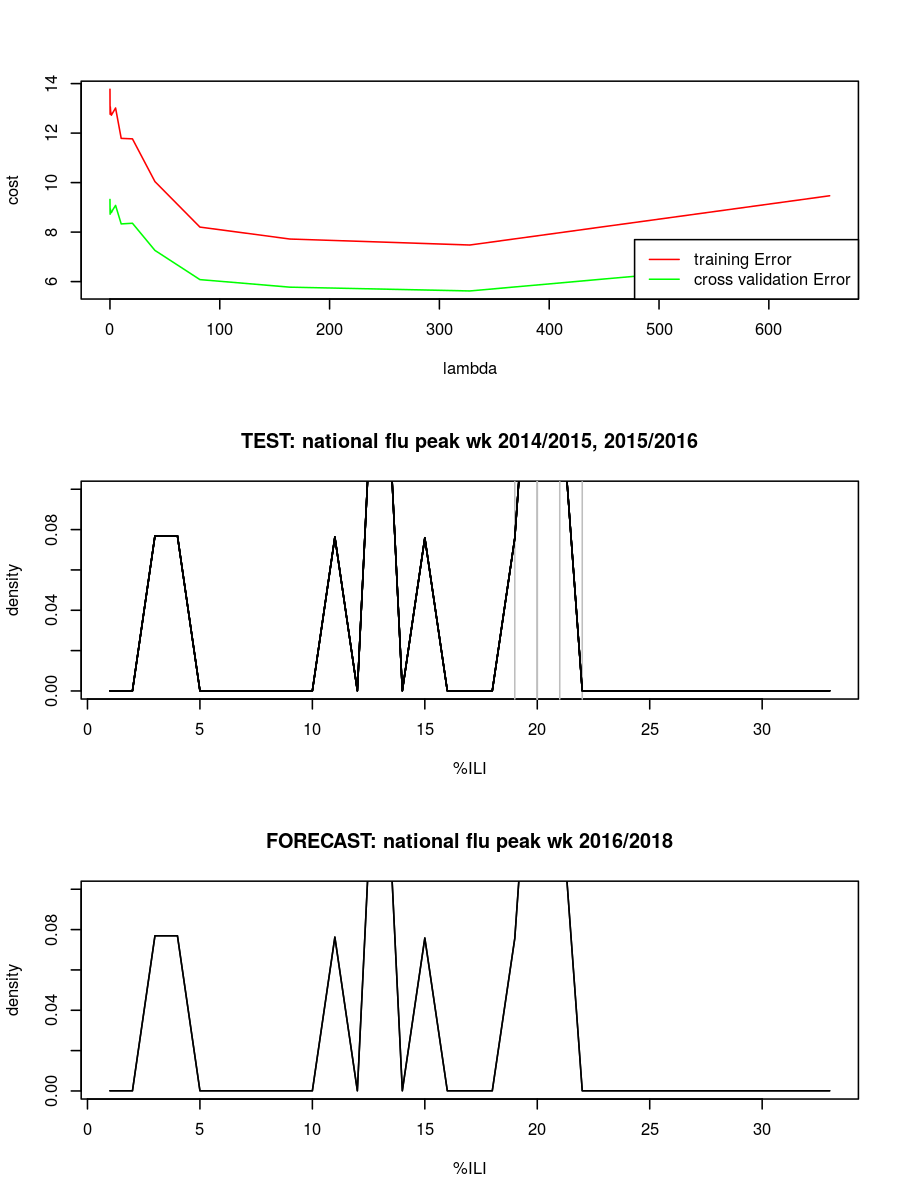 14
12
10
8
6
cost
training Error
cross validation Error
0 100 200 300 400 500 600
lambda
TEST: national flu peak wk 2014/2015, 2015/2016
0.08
0.04
0.00
density
0 5 10 15 20 25 30
%ILI
FORECAST: national flu peak wk 2016/2018
0.08
0.04
0.00
density
0 5 10 15 20 25 30
%ILI